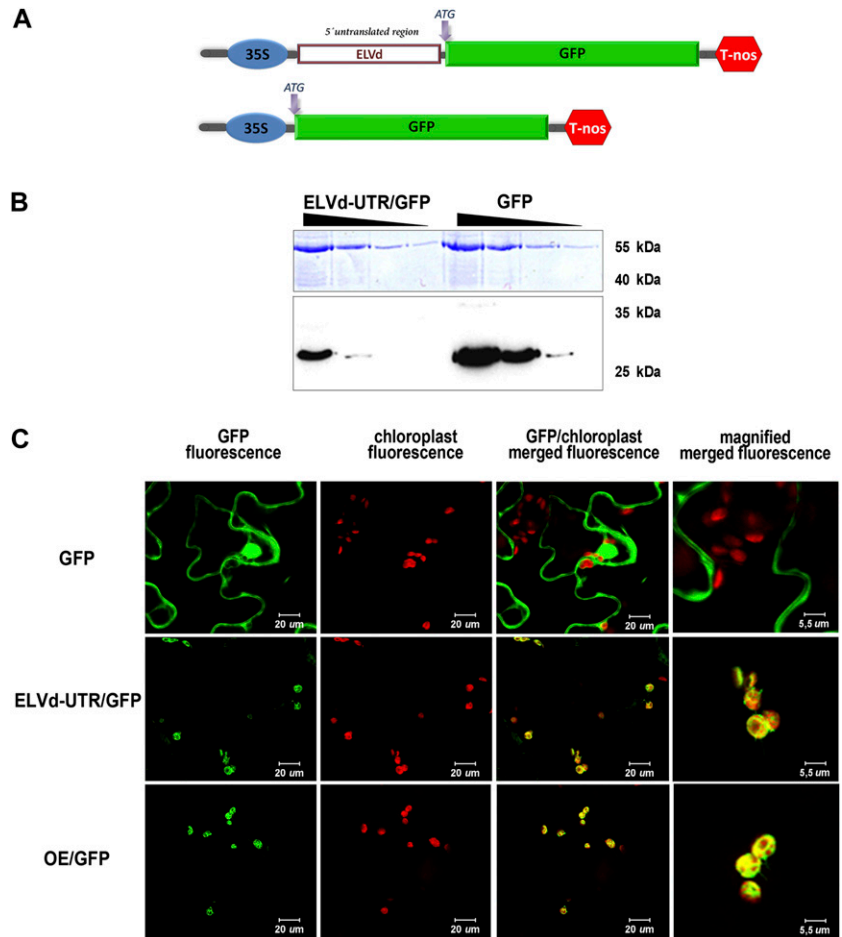 A
ATG
5´untranslated region
35S
ELVd
GFP
T-nos
ATG
35S
GFP
T-nos
B
ELVd-UTR/GFP
GFP
55 kDa
40 kDa
35 kDa
25 kDa
C
GFP
fluorescence
chloroplast
fluorescence
GFP/chloroplast
merged fluorescence
magnified
merged fluorescence
GFP
20 um
20 um
20 um
5,5 um
ELVd-UTR/GFP
20 um
20 um
20 um
5,5 um
OE/GFP
20 um
20 um
20 um
5,5 um